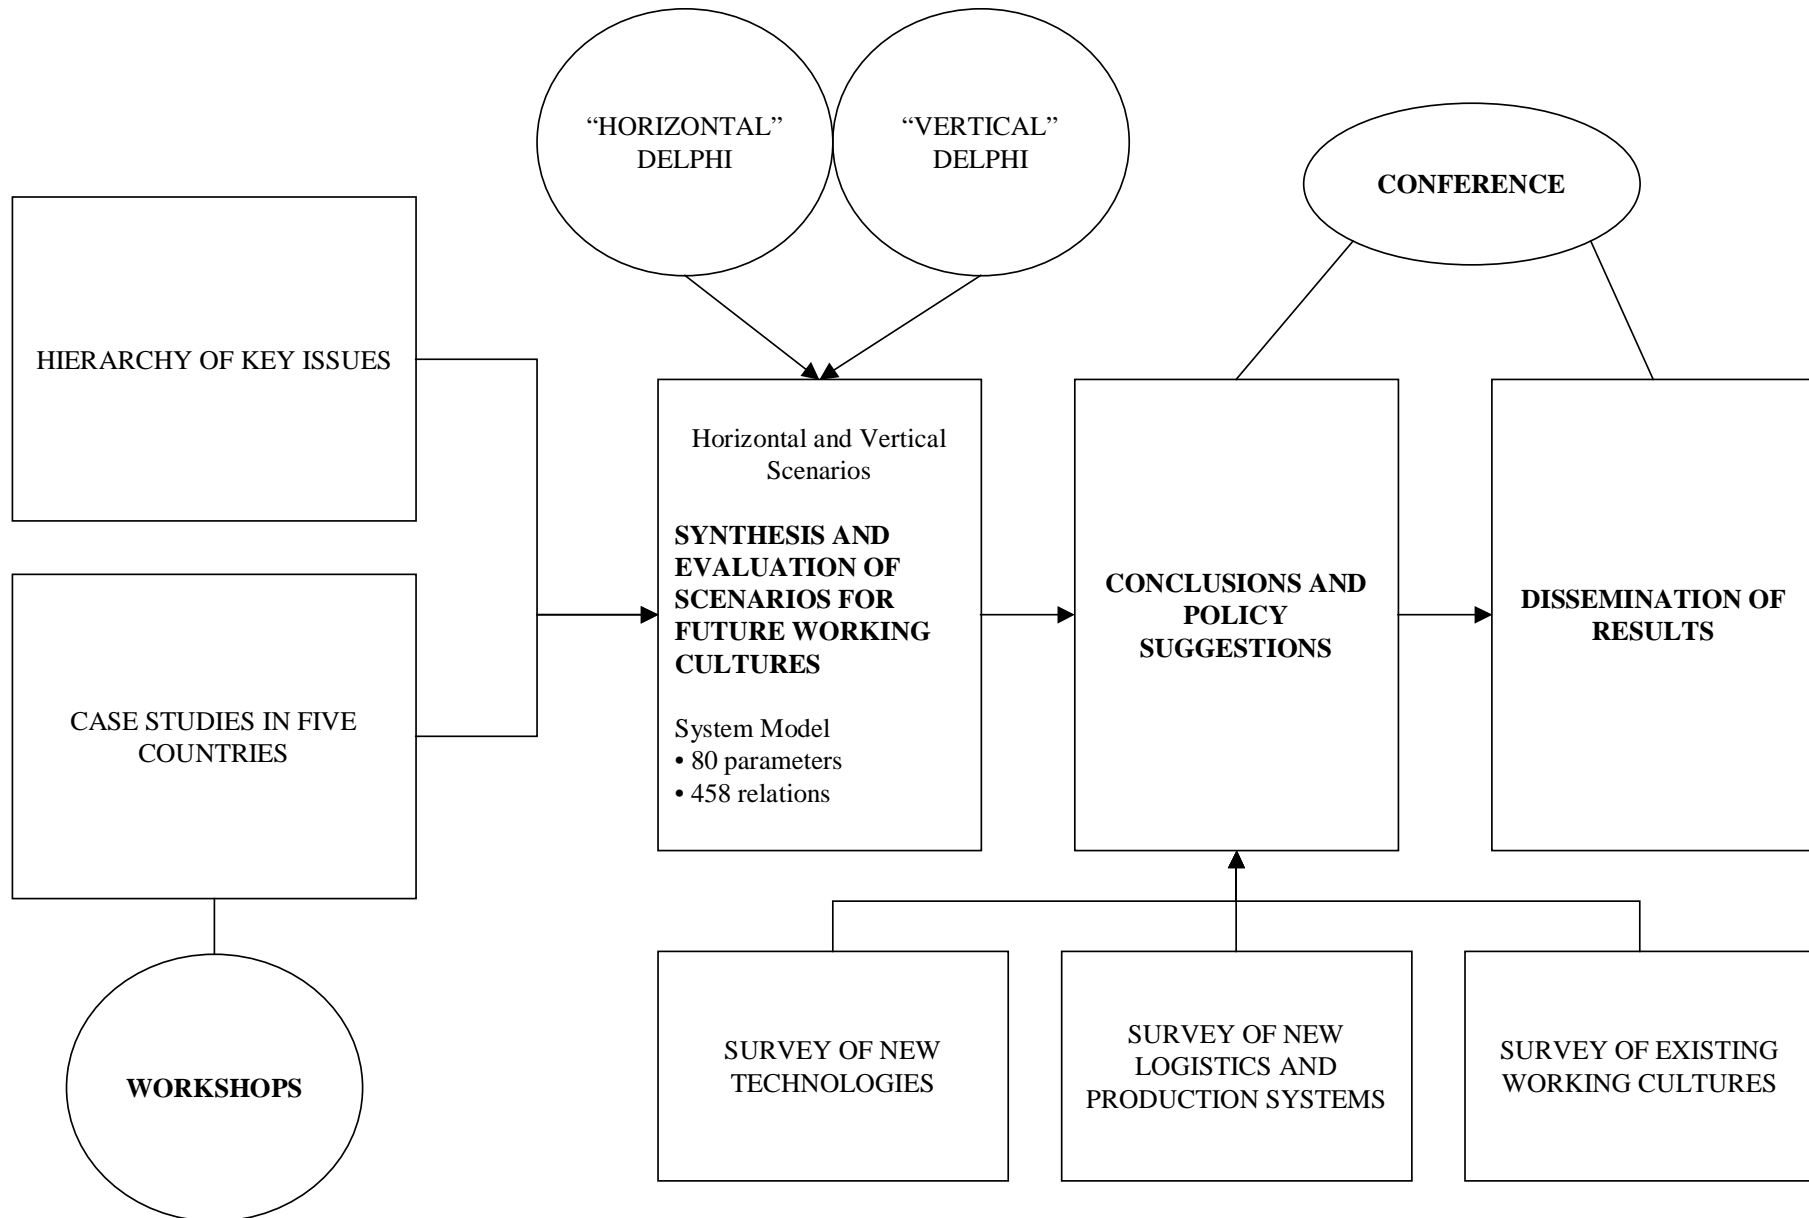 “HORIZONTAL”
DELPHI
“VERTICAL”
DELPHI
CONFERENCE
HIERARCHY OF KEY ISSUES
Horizontal and Vertical
Scenarios
SYNTHESIS AND
EVALUATION OF
SCENARIOS FOR
FUTURE WORKING
CULTURES
System Model
• 80 parameters
• 458 relations
CONCLUSIONS AND
POLICY
SUGGESTIONS
DISSEMINATION OF
RESULTS
CASE STUDIES IN FIVE
COUNTRIES
WORKSHOPS
SURVEY OF NEW
TECHNOLOGIES
SURVEY OF NEW
LOGISTICS AND
PRODUCTION SYSTEMS
SURVEY OF EXISTING
WORKING CULTURES